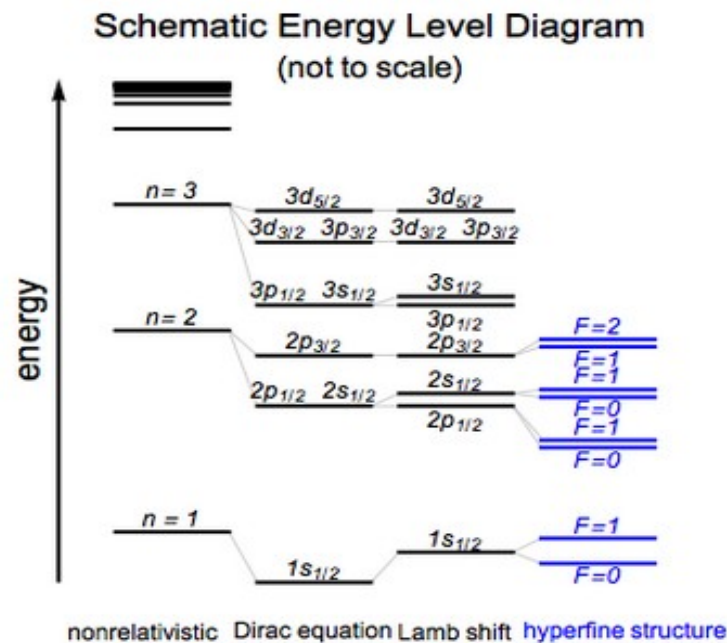 Schematic Energy Level Diagram
(not to scale)
energy
n= 3
3d5/2
3d5/2
3d3/2 3p3/2
3d3/2 3p3/2
3p1/2 3s1/2
3s1/2
3p1/2
n= 2
2p3/2
2p3/2
F=2
F=1
2p1/2 2s1/2
2s1/2
F=1
F=0
2p1/2
F=1
F=0
n = 1
1s1/2
1s1/2
F=1
F=0
nonrelativistic Dirac equation Lamb shift hyperfine structure